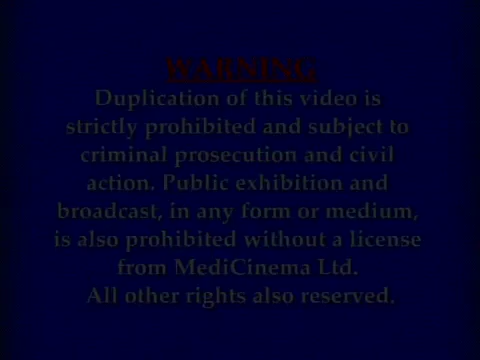 WARNING
Duplication of this video is
strictly prohibited and subject to
criminal prosecution and civil
action. Public exhibition and
broadcast, in any form or medium,
is also prohibited without a license
from MediCinema Ltd.
All other rights also reserved.